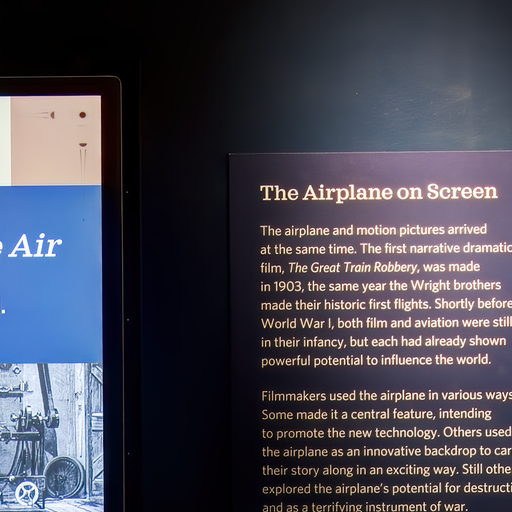 e Air
The Airplane on Screen
The airplane and motion pictures arrived
at the same time. The first narrative dramatic
film, The Great Train Robbery, was made
in 1903, the same year the Wright brothers
made their historic first flights. Shortly before
World War I, both film and aviation were still
in their infancy, but each had already shown
powerful potential to influence the world.
Filmmakers used the airplane in various ways
Some made it a central feature, intending
to promote the new technology. Others used
the airplane as an innovative backdrop to car
their story along in an exciting way. Still othe
explored the airplane's potential for destructi
and as a terrifying instrument of war.